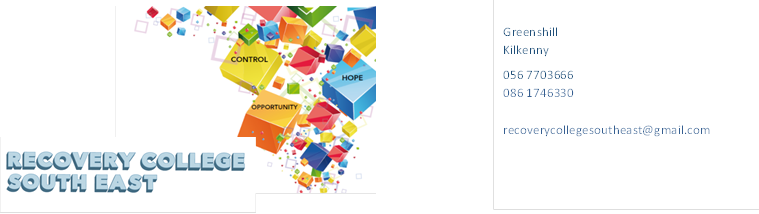 CONTROL
HOPE
OPPORTUNITY
RECOVERY COLLEGE
SOUTH EAST
Greenshill
Kilkenny
056 7703666
086 1746330
recoverycollegesoutheast@gmail.com